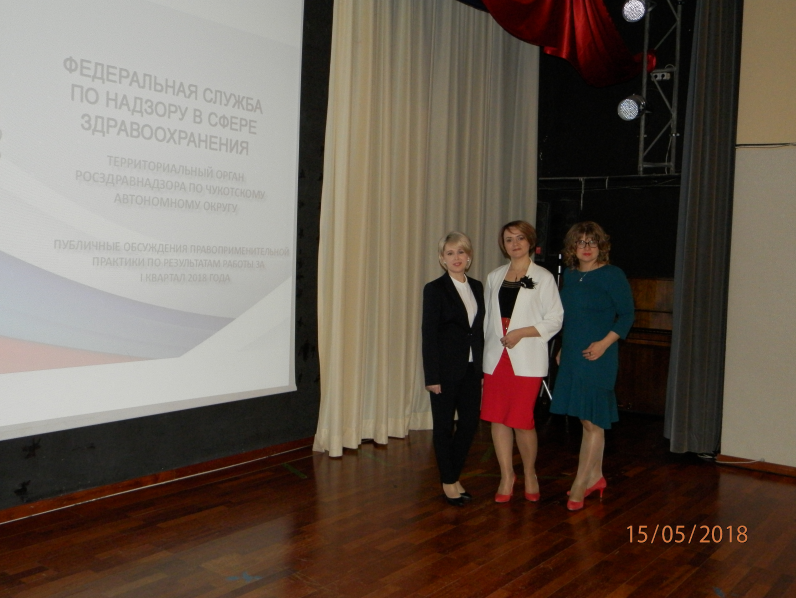 ФЕДЕРАЛЬНАЯ СЛУЖБА
ПО НАДЗОРУ В СФЕРЕ
ЗДРАВООХРАНЕНИЯ
ТЕРРИТОРИАЛЬНЫЙ ОРГАН
РОСЗДРАВНАДЗОРА ПО ЧУКОТСКОМУ
АВТОНОМНОМУ ОКРУГУ
ПУБЛИЧНЫЕ ОБСУЖДЕНИЯ ПРАВОПРИМЕНИТЕЛЬНОЙ
ПРАКТИКИ ПО РЕЗУЛЬТАТАМ РАБОТЫ ЗА
I КВАРТАЛ 2018 ГОДА
15/05/2018